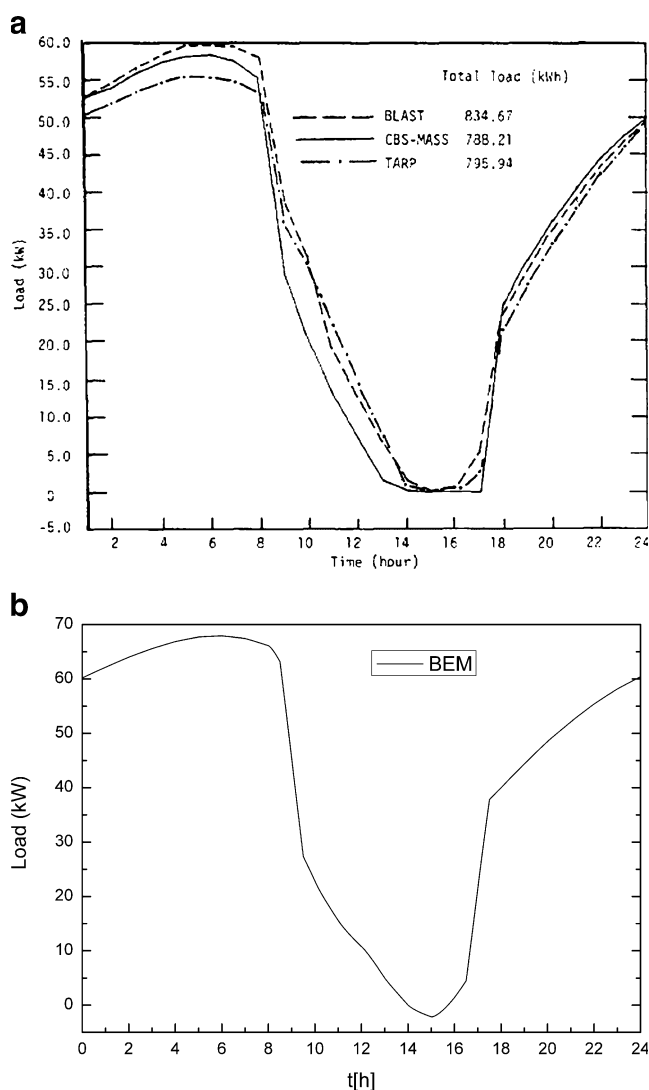 a
60.0
55.0
50.0
45.0
40.0
35.0
30.0
25.0
20.0
15.0
10.0
5.0
0
-5.0
Load (kW)
Total load (kWh)
BLAST 834.67
CBS-MASS 788.21
TARP 795.94
2 4 6 8 10 12 14 16 18 20 22 24
Time (hour)
b
70
60
50
40
30
20
10
0
Load (kW)
BEM
0 2 4 6 8 10 12 14 16 18 20 22 24
t[h]